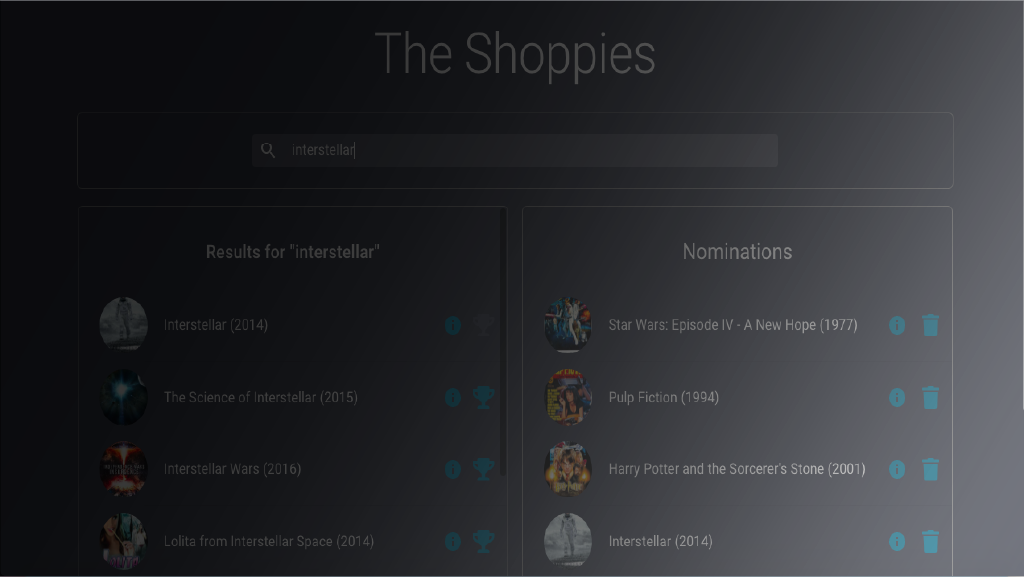 The Shoppies
interstellar
Results for "interstellar"
Interstellar (2014)
The Science of Interstellar (2015)
Interstellar Wars (2016)
Lolita from Interstellar Space (2014)
Nominations
Star Wars: Episode IV - A New Hope (1977)
Pulp Fiction (1994)
Harry Potter and the Sorcerer's Stone (2001)
Interstellar (2014)